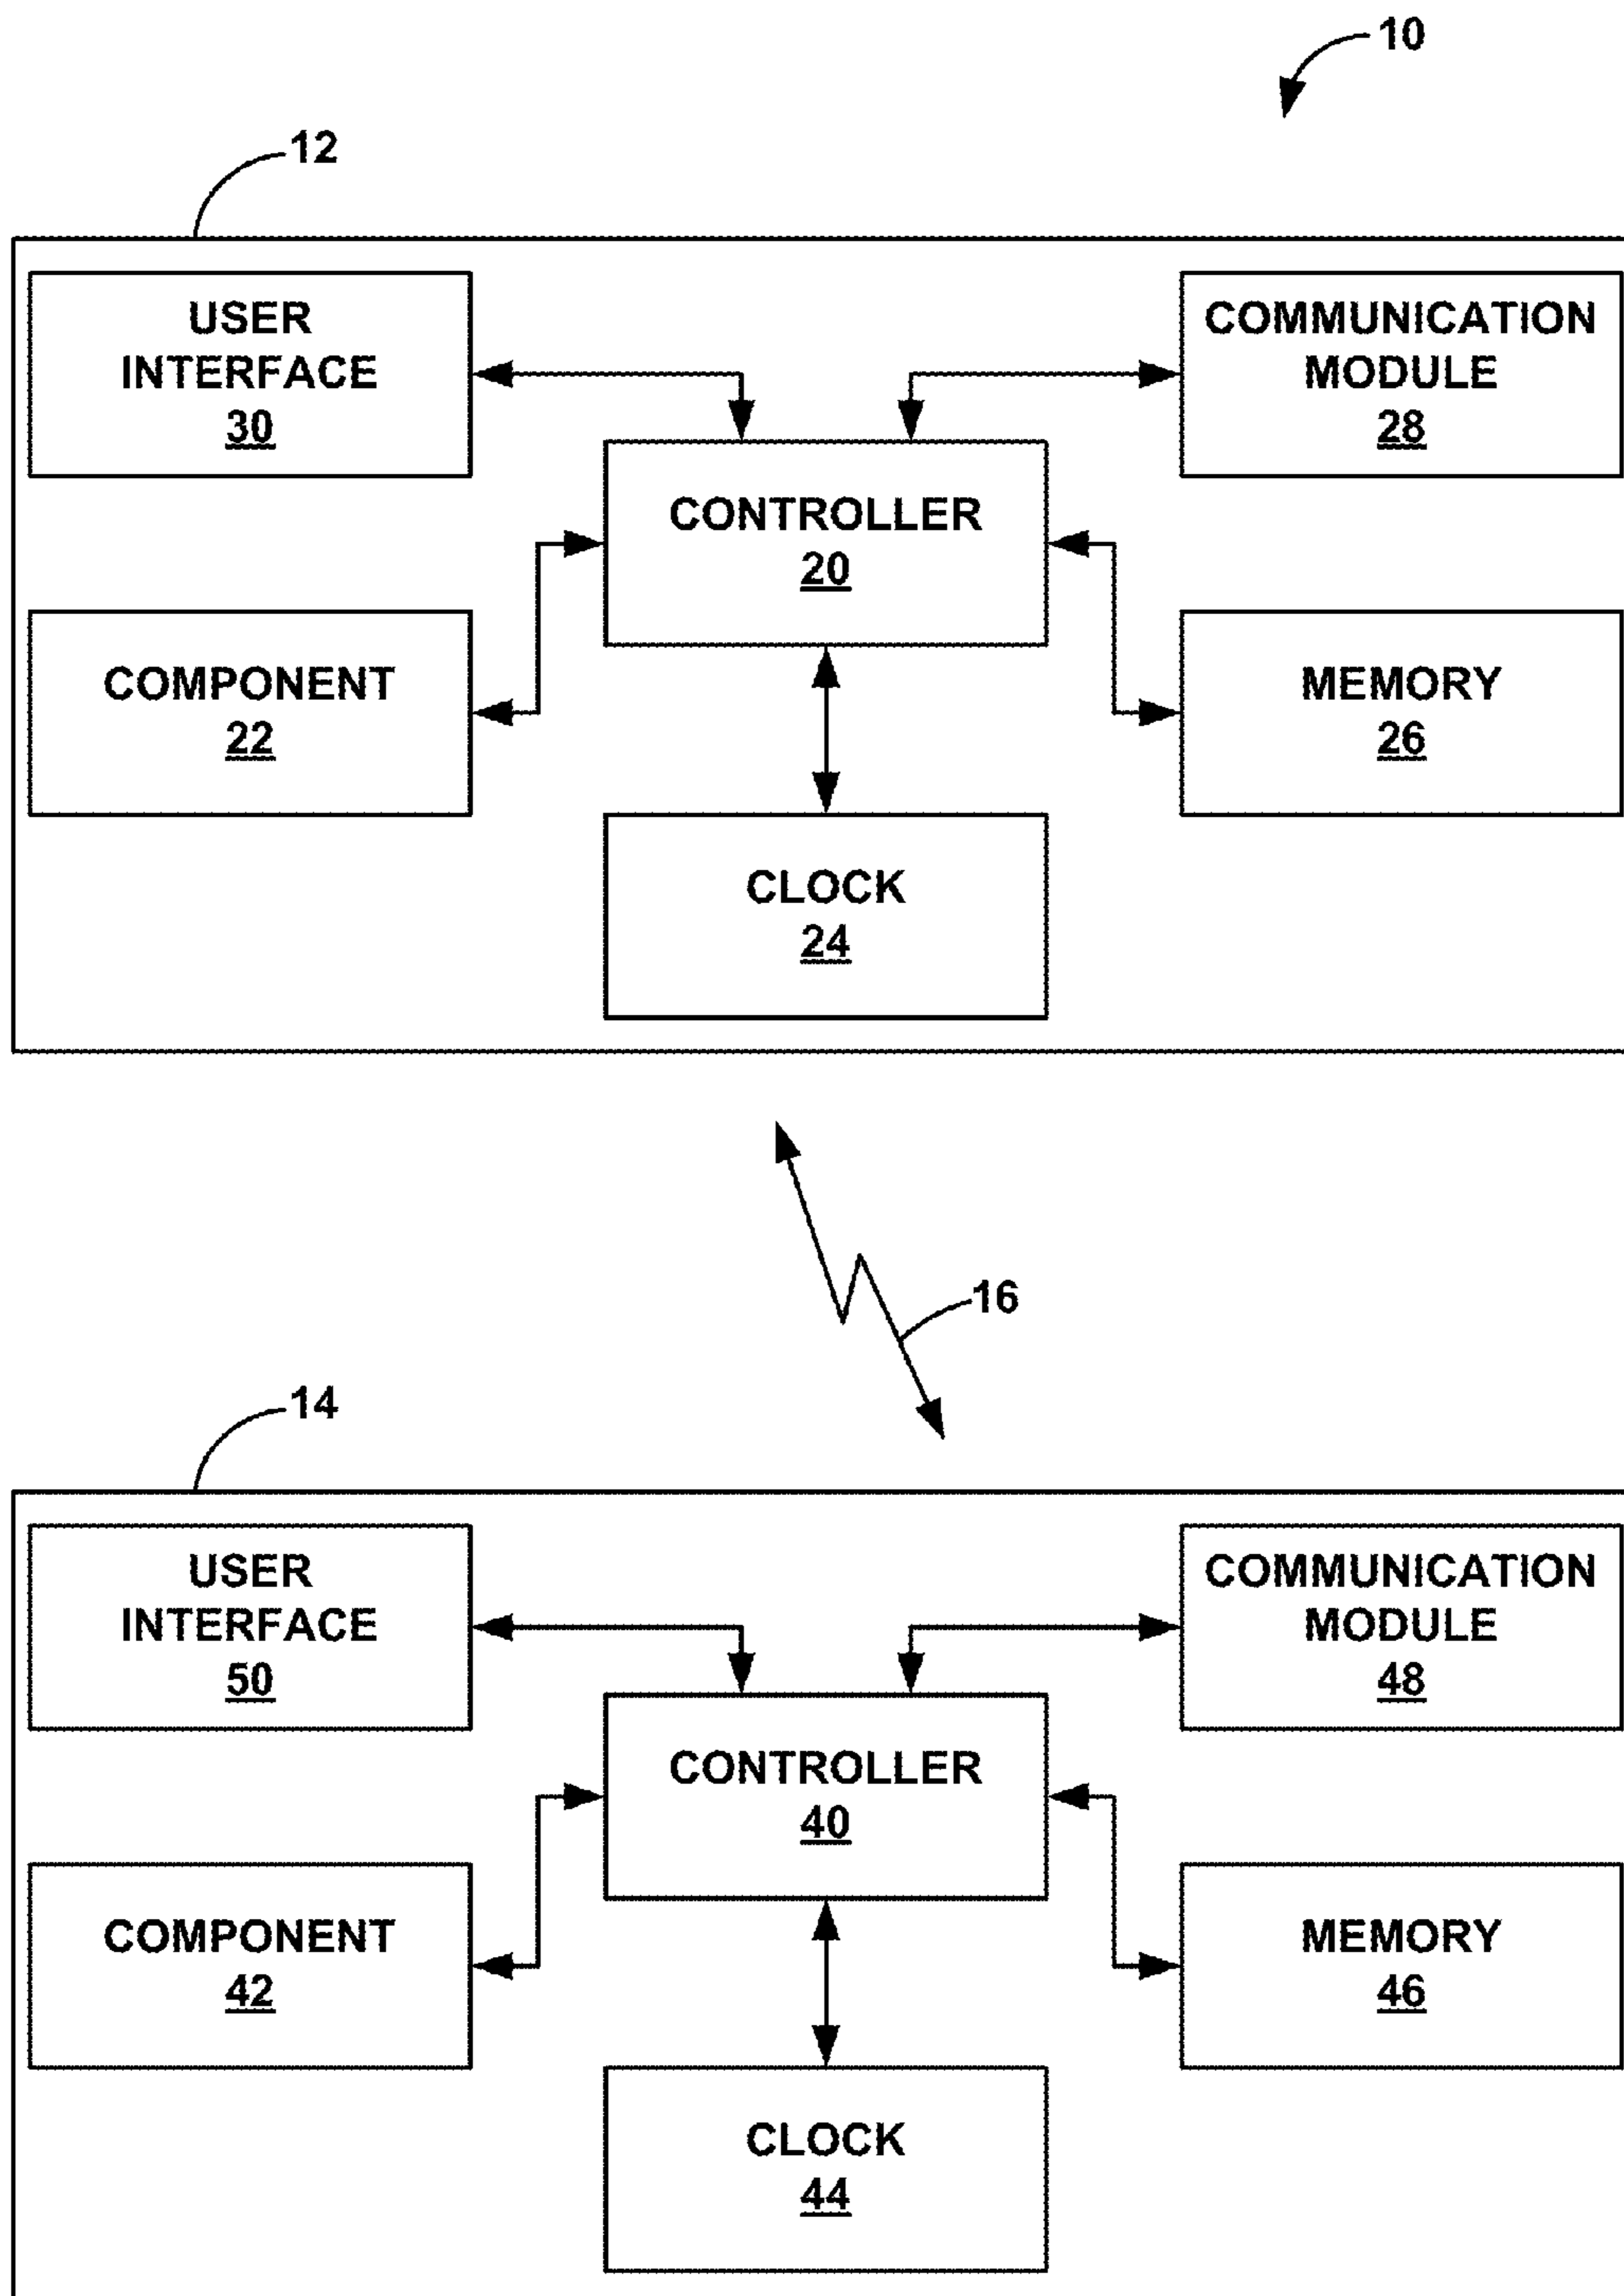 10
12
USER
INTERFACE
30
COMMUNICATION
MODULE
28
CONTROLLER
20
COMPONENT
22
MEMORY
26
CLOCK
24
16
14
USER
INTERFACE
50
COMMUNICATION
MODULE
48
CONTROLLER
40
COMPONENT
42
MEMORY
46
CLOCK
44